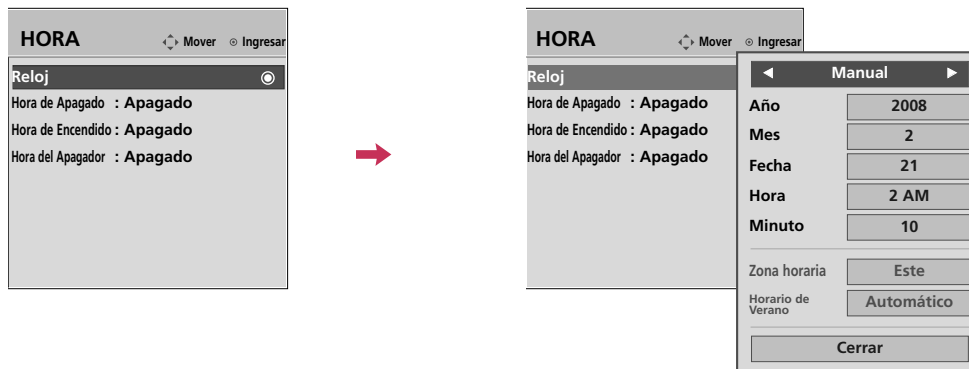 HORA
Mover
Ingresar
Reloj
Hora de Apagado : Apagado
Hora de Encendido : Apagado
Hora del Apagador : Apagado
HORA
Mover
Ingresar
Reloj
Hora de Apagado : Apagado
Hora de Encendido : Apagado
Hora del Apagador : Apagado
Manual
Año 2008
Mes 2
Fecha 21
Hora 2 AM
Minuto 10
Zona horaria Este
Horario de
Verano
Automático
Cerrar